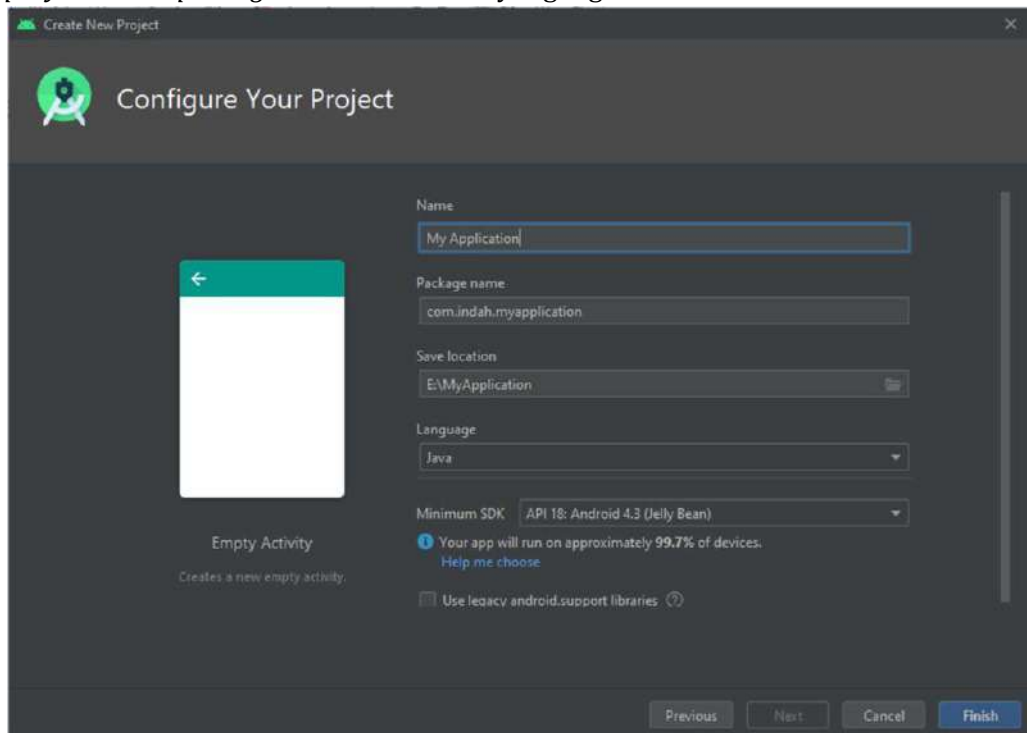 Create New Project
Configure Your Project
Name
My Application
Package name
com.indah.myapplication
Save location
E:\MyApplication
Language
Java
Minimum SDK API 18: Android 4.3 (Jelly Bean)
Your app will run on approximately 99.7% of devices.
Help me choose
Use legacy android.support libraries
Empty Activity
Creates a new empty activity.
Previous Next Cancel Finish